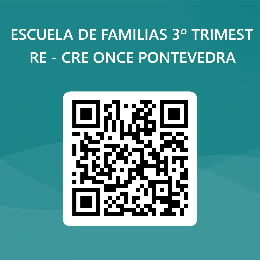 ESCUELA DE FAMILIAS 3º TRIMEST
RE - CRE ONCE PONTEVEDRA